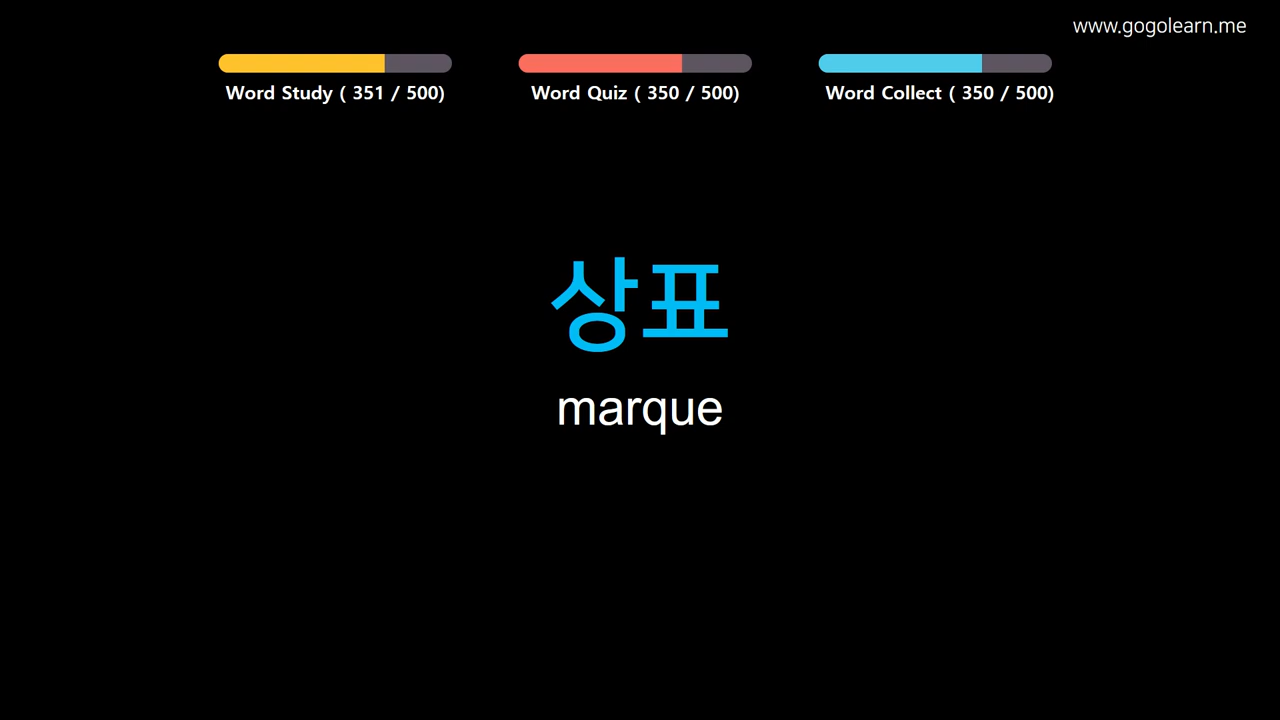 www.gogolearn.me
Word Study ( 351 / 500)
Word Quiz ( 350 / 500)
Word Collect ( 350 / 500)
상표
marque